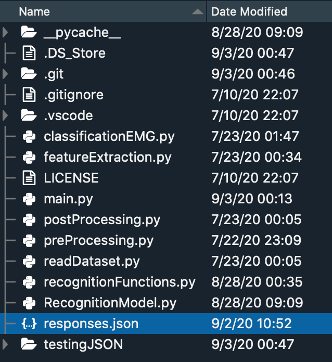 Name Date Modified
__pycache__ 8/28/20 09:09
.DS_Store 9/3/20 00:47
.git 9/3/20 00:46
.gitignore 7/10/20 22:07
.vscode 7/10/20 22:07
classificationEMG.py 7/23/20 01:47
featureExtraction.py 7/23/20 00:34
LICENSE 7/10/20 22:07
main.py 9/3/20 00:13
postProcessing.py 7/23/20 00:05
preProcessing.py 7/22/20 23:09
readDataset.py 7/23/20 00:05
recognitionFunctions.py 8/28/20 00:35
RecognitionModel.py 8/28/20 09:09
responses.json 9/2/20 10:52
testingJSON 9/3/20 00:47